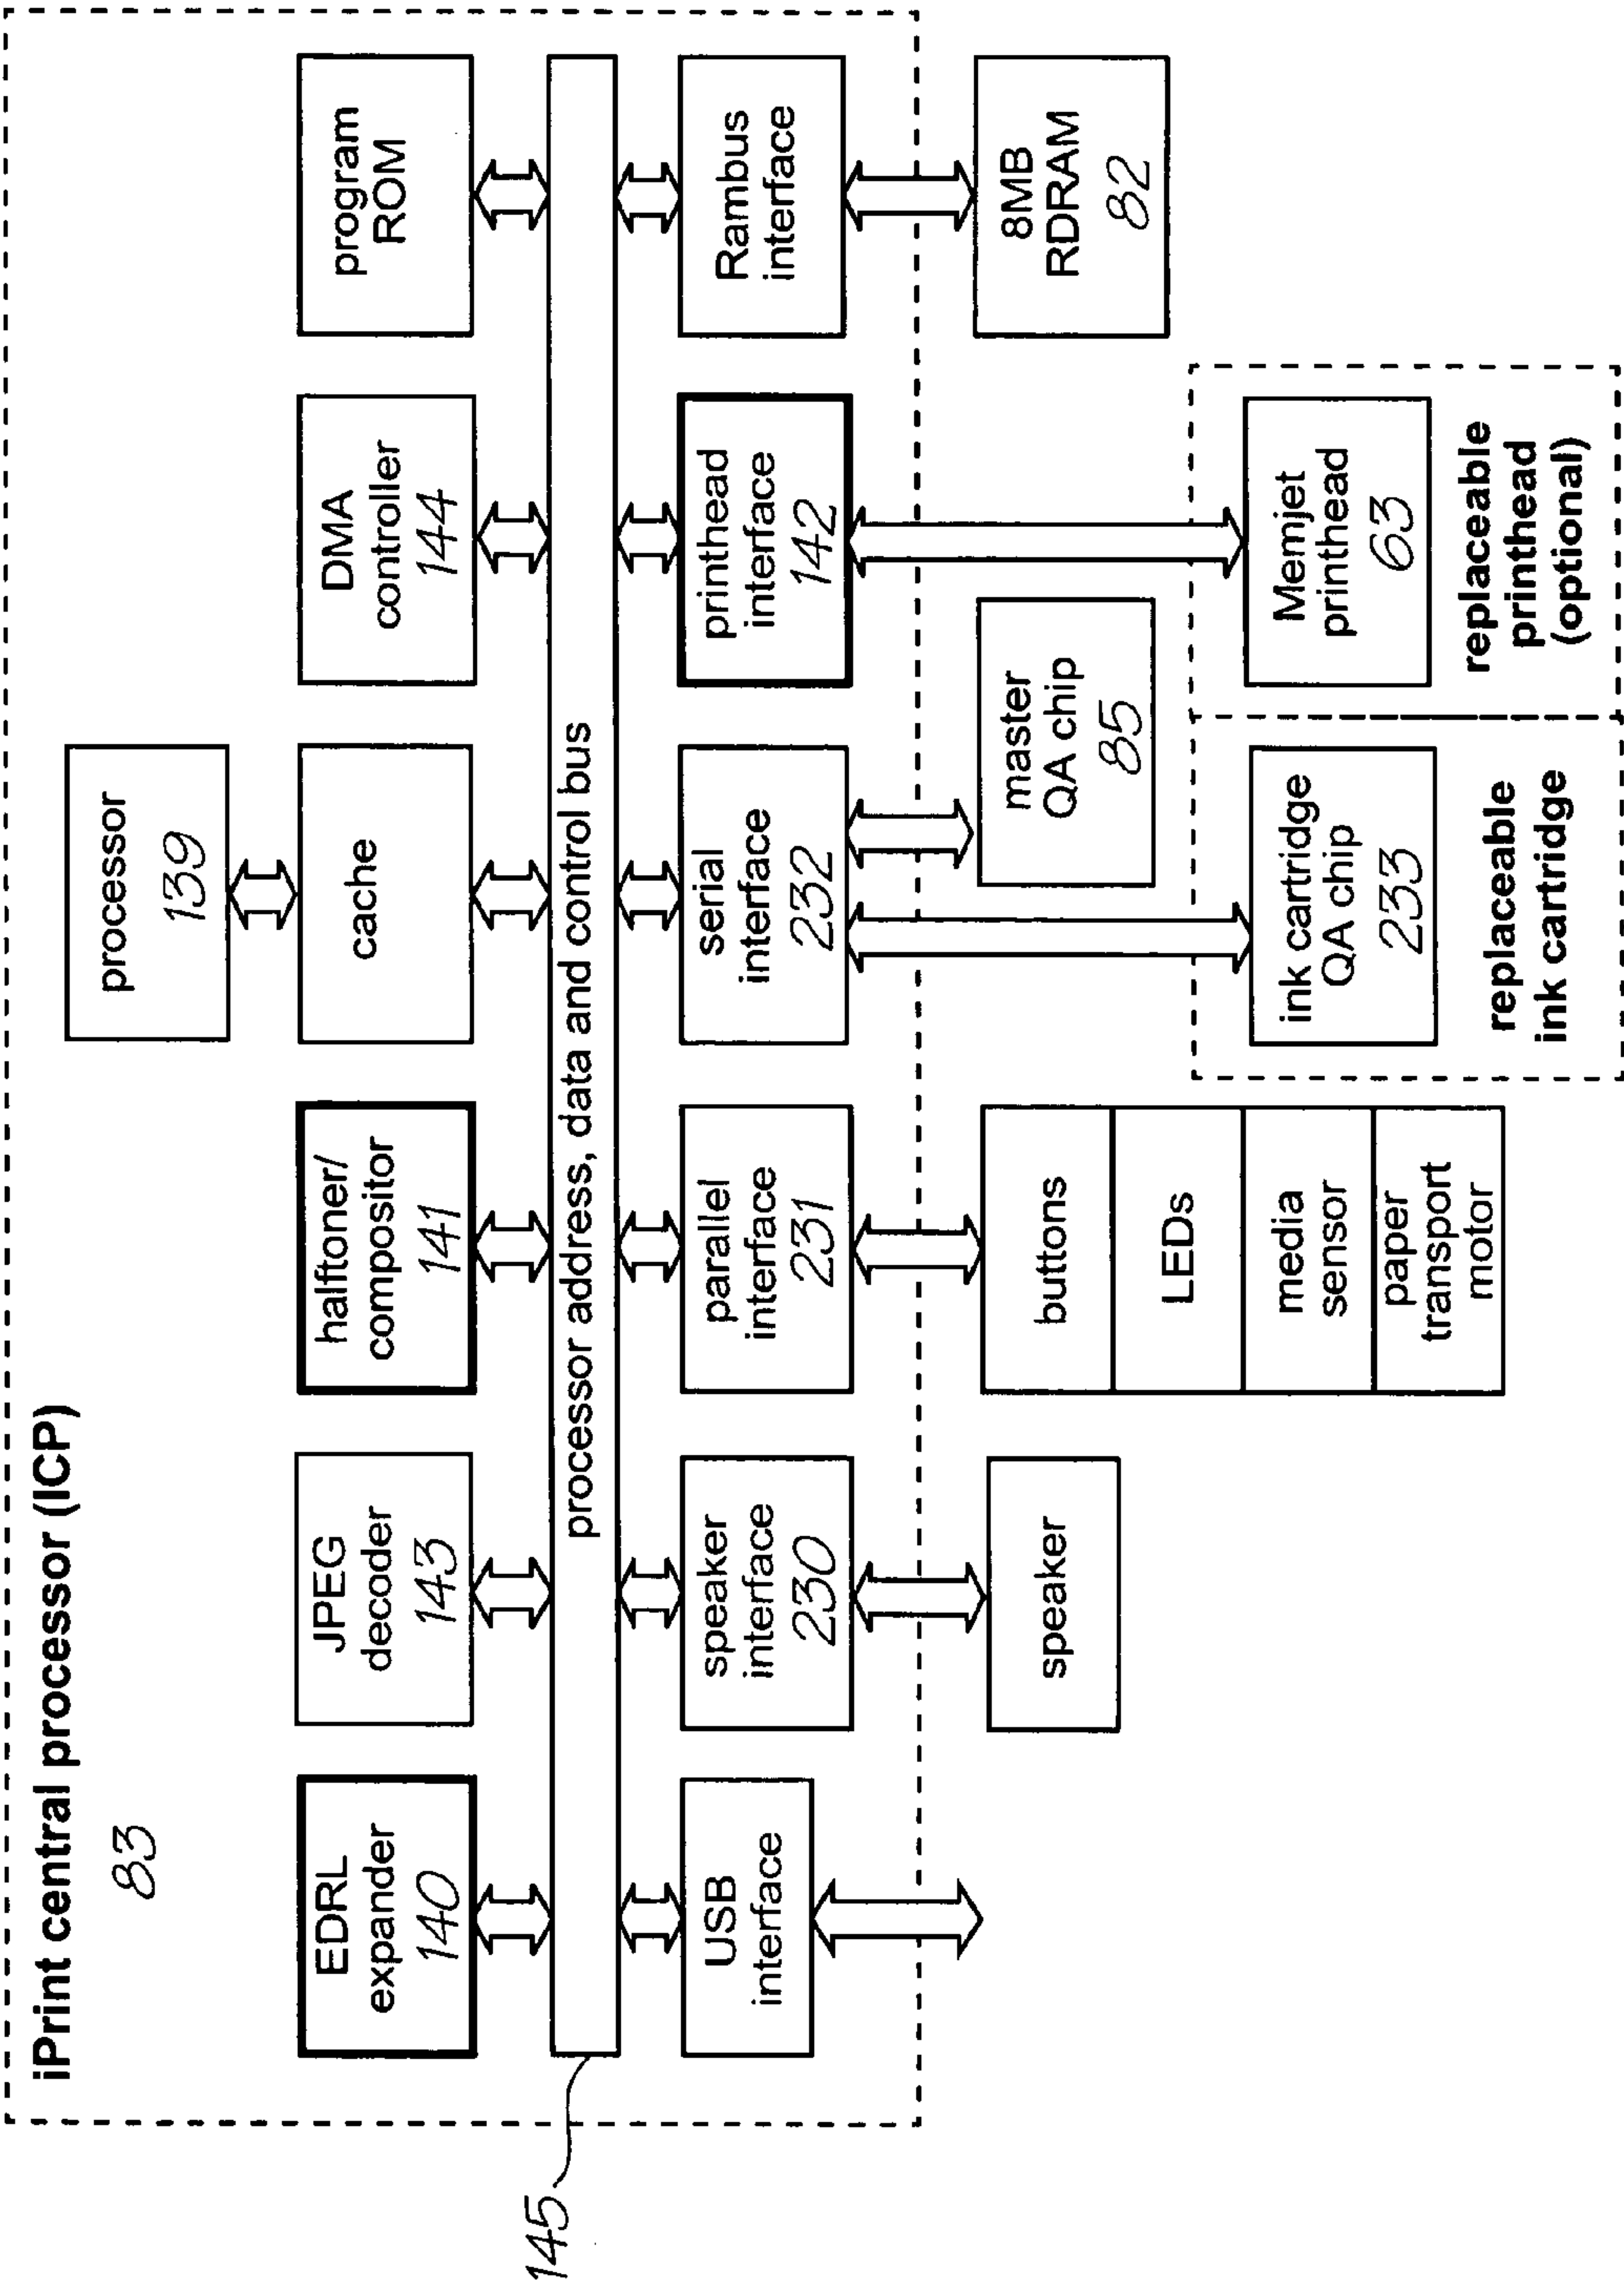 iPrint central processor (ICP)
83
processor
139
EDRL
expander
140
JPEG
decoder
143
halftoner/
compositor
141
cache
DMA
controller
144
program
ROM
145
processor address, data and control bus
USB
interface
speaker
interface
230
parallel
interface
231
serial
interface
232
printhead
interface
142
Rambus
interface
speaker
buttons
LEDs
media
sensor
paper
transport
motor
master
QA chip
85
8MB
RDRAM
82
ink cartridge
QA chip
233
replaceable
ink cartridge
Memjet
printhead
63
replaceable
printhead
(optional)